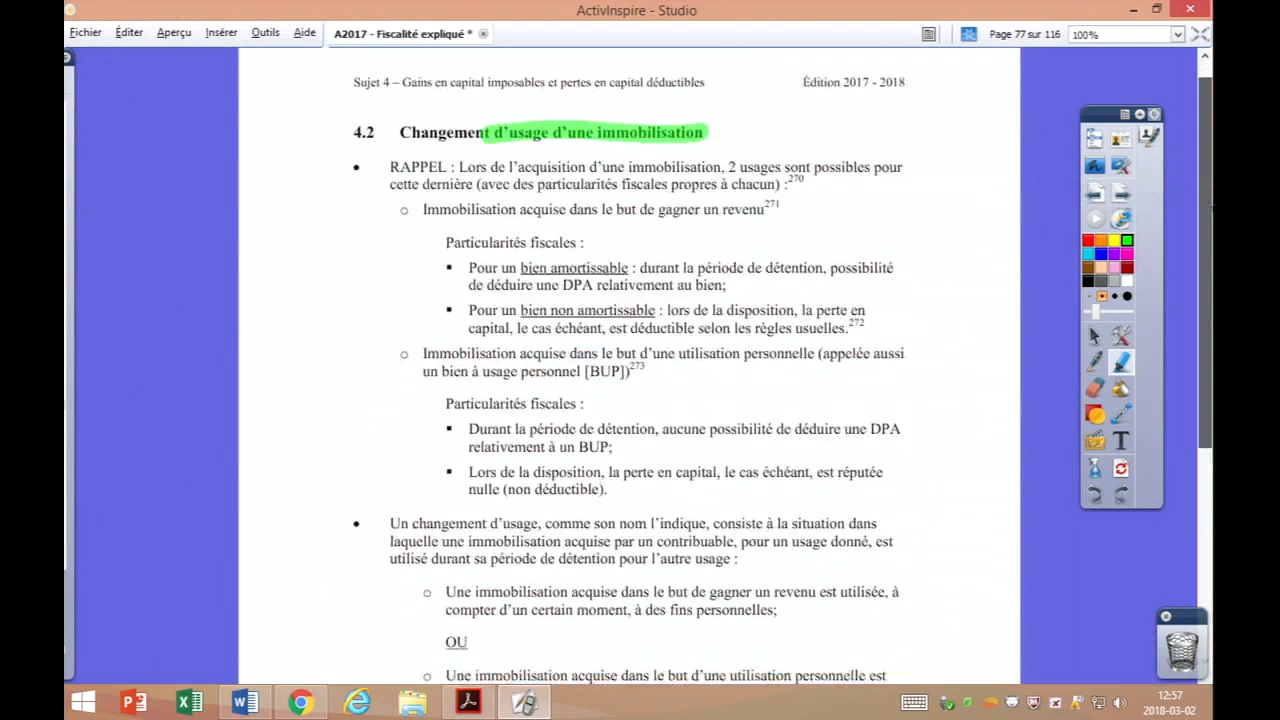 ActivInspire - Studio
Fichier Éditer Aperçu Insérer Outils Aide
A2017 - Fiscalité expliqué *
Page 77 sur 116
100%
Sujet 4 – Gains en capital imposables et pertes en capital déductibles Édition 2017 - 2018
4.2 Changement d’usage d’une immobilisation
• RAPPEL : Lors de l’acquisition d’une immobilisation, 2 usages sont possibles pour
cette dernière (avec des particularités fiscales propres à chacun) :270
o Immobilisation acquise dans le but de gagner un revenu271
Particularités fiscales :
▪ Pour un bien amortissable : durant la période de détention, possibilité
de déduire une DPA relativement au bien;
▪ Pour un bien non amortissable : lors de la disposition, la perte en
capital, le cas échéant, est déductible selon les règles usuelles.272
o Immobilisation acquise dans le but d’une utilisation personnelle (appelée aussi
un bien à usage personnel [BUP])273
Particularités fiscales :
▪ Durant la période de détention, aucune possibilité de déduire une DPA
relativement à un BUP;
▪ Lors de la disposition, la perte en capital, le cas échéant, est réputée
nulle (non déductible).
• Un changement d’usage, comme son nom l’indique, consiste à la situation dans
laquelle une immobilisation acquise par un contribuable, pour un usage donné, est
utilisé durant sa période de détention pour l’autre usage :
o Une immobilisation acquise dans le but de gagner un revenu est utilisée, à
compter d’un certain moment, à des fins personnelles;
OU
o Une immobilisation acquise dans le but d’une utilisation personnelle est
12:57
2018-03-02